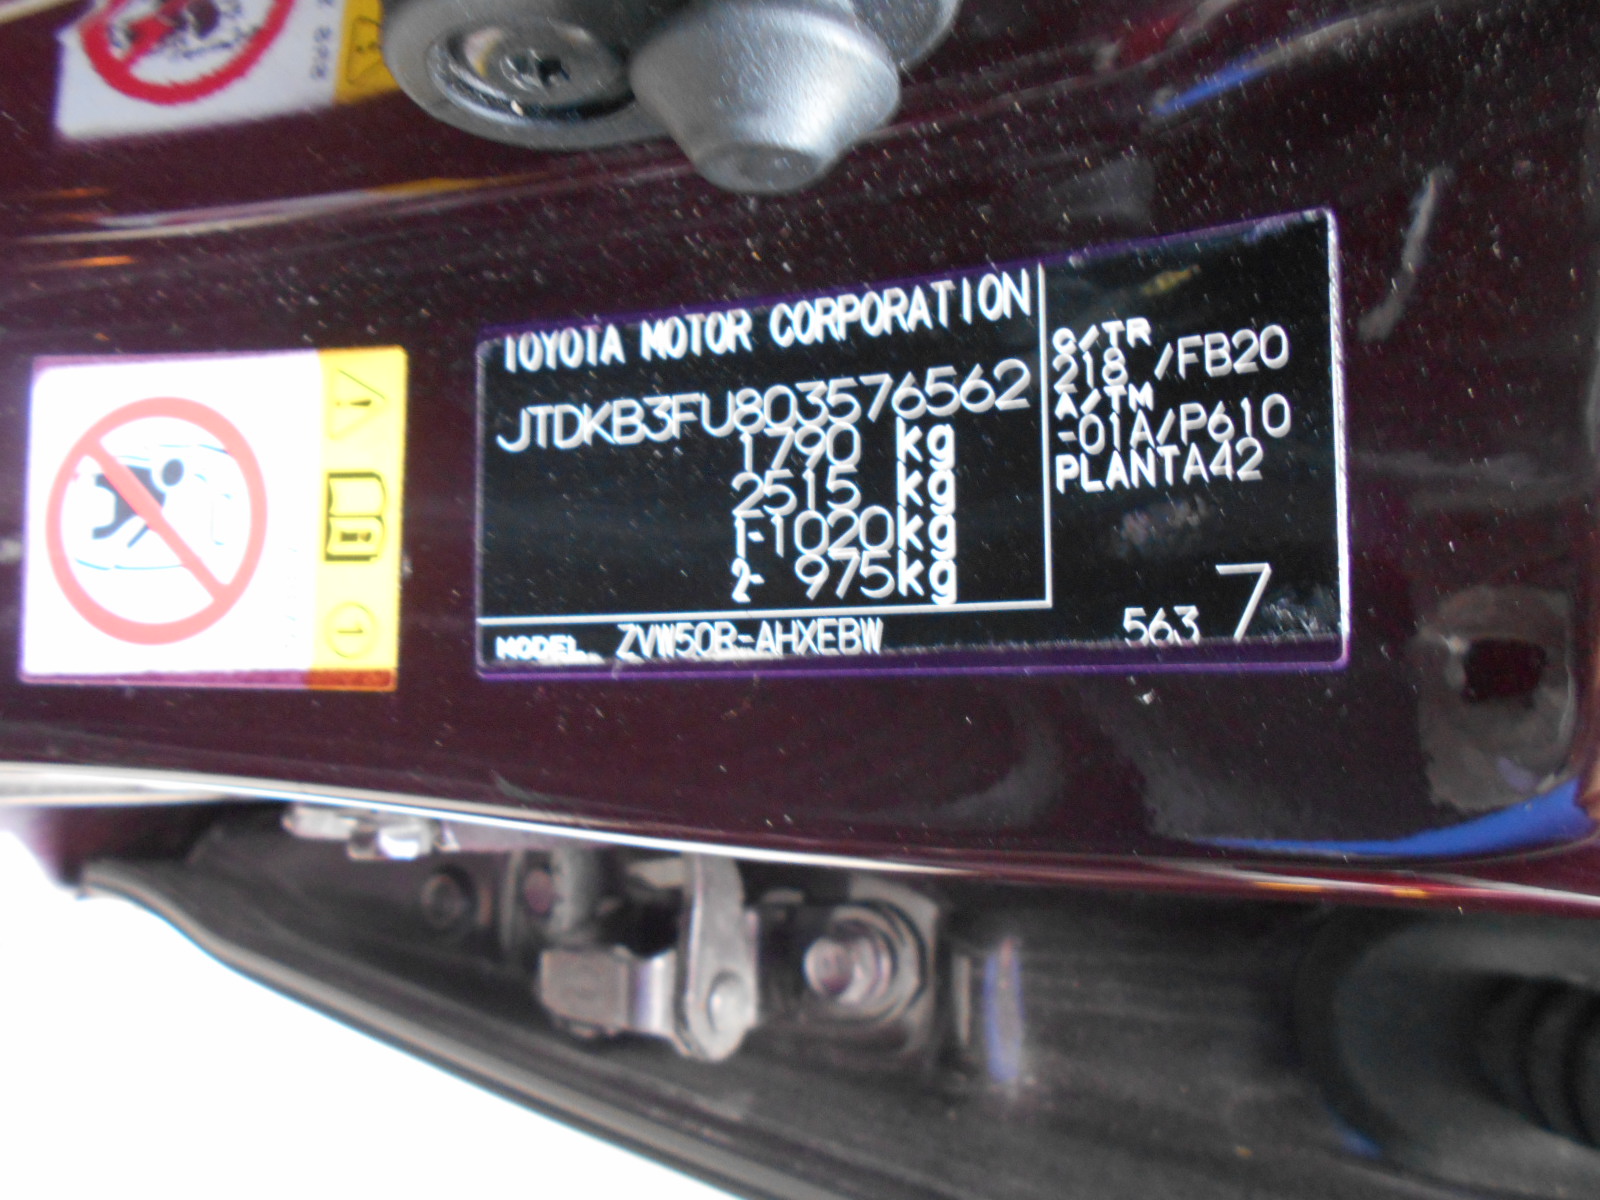 TOYOTA MOTOR CORPORATION
JTDKB3FU803576562
1790 kg
2515 kg
1-1020kg
2- 975kg
MODEL ZVW50R-AHXEBW
C/TR
218 /FB20
A/TM
-01A/P610
PLANTA42
563 7